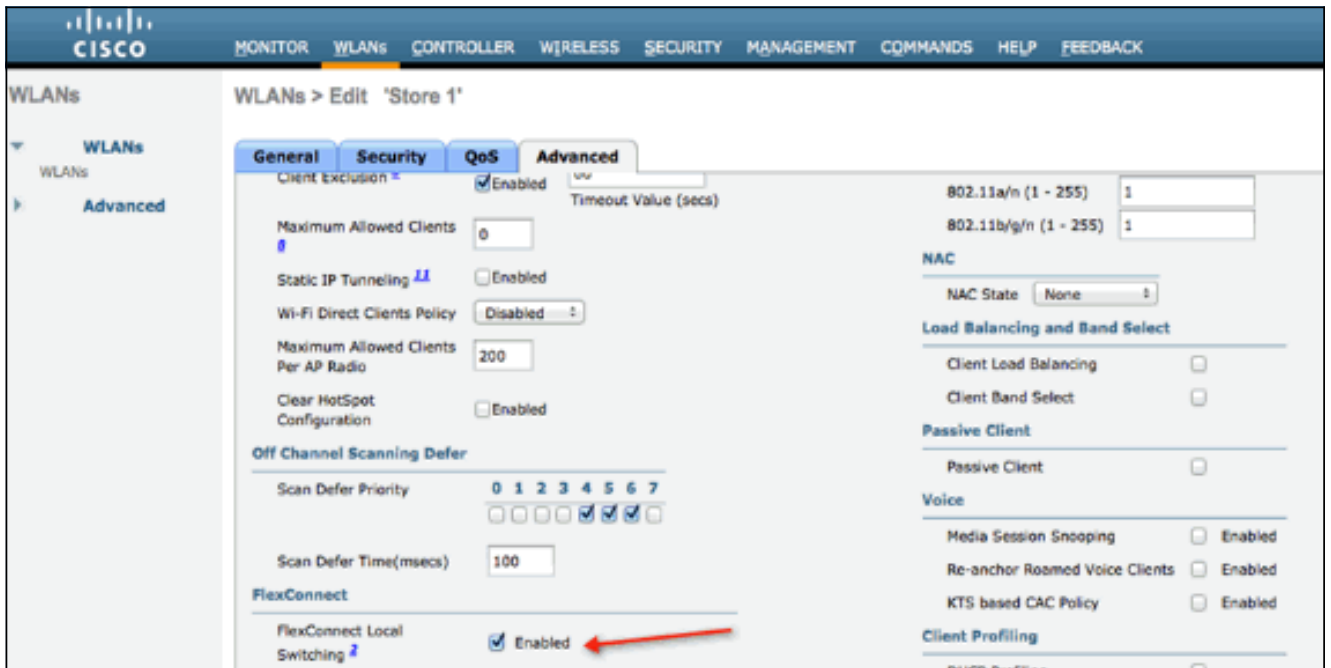 CISCO
MONITOR WLANs CONTROLLER WIRELESS SECURITY MANAGEMENT COMMANDS HELP FEEDBACK
WLANs
WLANs > Edit 'Store 1'
WLANs
WLANs
Advanced
General Security QoS Advanced
Client Exclusion
Enabled
Timeout Value (secs)
Maximum Allowed Clients
8
0
Static IP Tunneling 11
Enabled
Wi-Fi Direct Clients Policy
Disabled
Maximum Allowed Clients
Per AP Radio
200
Clear HotSpot
Configuration
Enabled
Off Channel Scanning Defer
Scan Defer Priority
0 1 2 3 4 5 6 7
Scan Defer Time(msecs)
100
FlexConnect
FlexConnect Local
Switching 2
Enabled
802.11a/n (1 - 255)
1
802.11b/g/n (1 - 255)
1
NAC
NAC State
None
Load Balancing and Band Select
Client Load Balancing
Client Band Select
Passive Client
Passive Client
Voice
Media Session Snooping
Enabled
Re-anchor Roamed Voice Clients
Enabled
KTS based CAC Policy
Enabled
Client Profiling